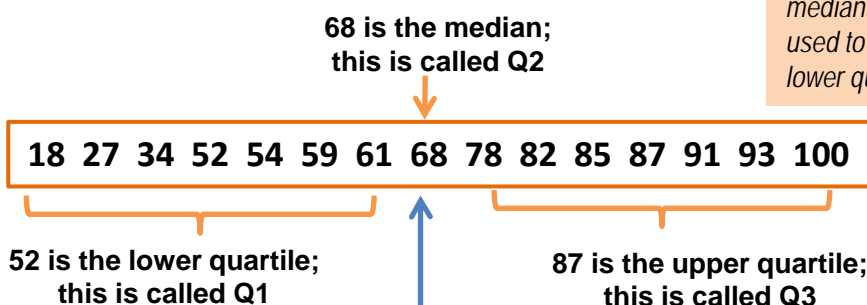 median
used to
68 is the median;
this is called Q2
18 27 34 52 54 59 61 68 78 82 85 87 91 93 100
52 is the lower quartile;
this is called Q1
87 is the upper quartile;
this is called Q3
lower